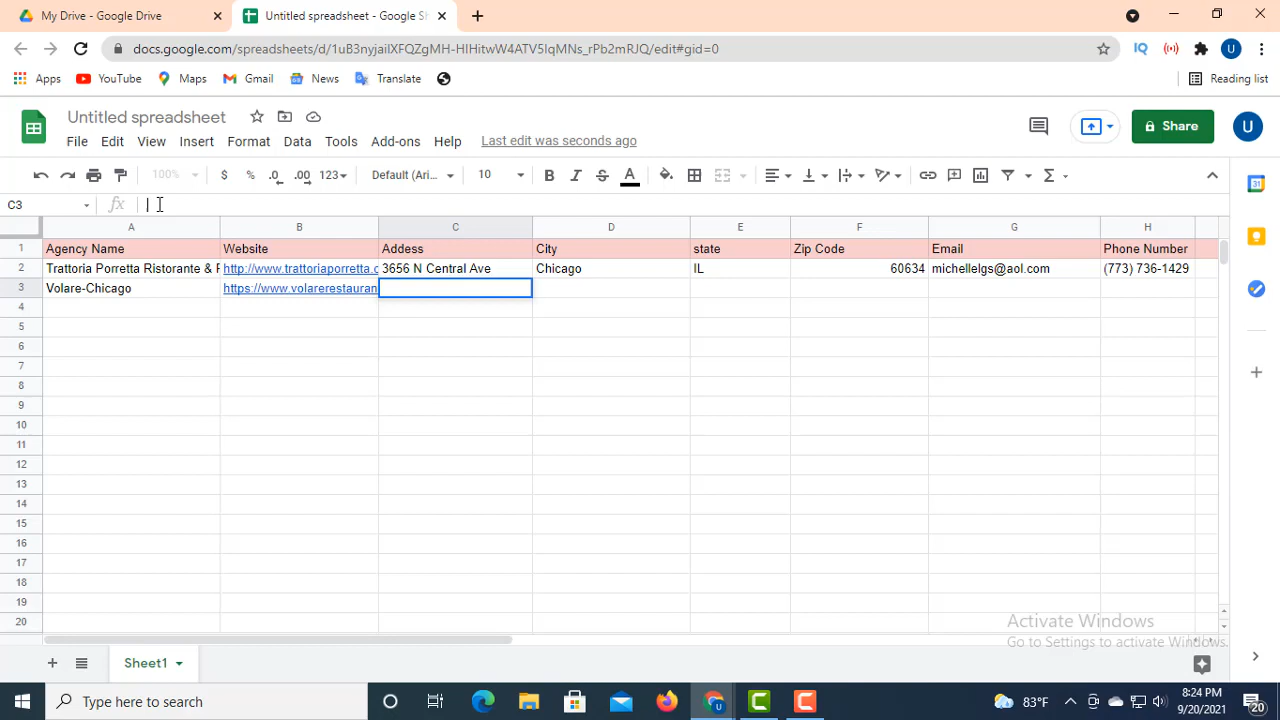 My Drive - Google Drive
Untitled spreadsheet - Google Sh
docs.google.com/spreadsheets/d/1uB3nyjaiIXFQZgMH-HIHitwW4ATV5lqMNs_rPb2mRJQ/edit#gid=0
Apps YouTube Maps Gmail News Translate Reading list
Untitled spreadsheet
File Edit View Insert Format Data Tools Add-ons Help Last edit was seconds ago
Share U
100% $ % .0 .00 123 Default (Ari... 10 B I S A
C3 fx
A B C D E F G H
1 Agency Name Website Addess City state Zip Code Email Phone Number
2 Trattoria Porretta Ristorante & P http://www.trattoriaporretta.c 3656 N Central Ave Chicago IL 60634 michellelgs@aol.com (773) 736-1429
3 Volare-Chicago https://www.volarerestauran
4
5
6
7
8
9
10
11
12
13
14
15
16
17
18
19
20
Activate Windows
Go to Settings to activate Windows.
Sheet1
Type here to search
83°F
8:24 PM
9/20/2021
20